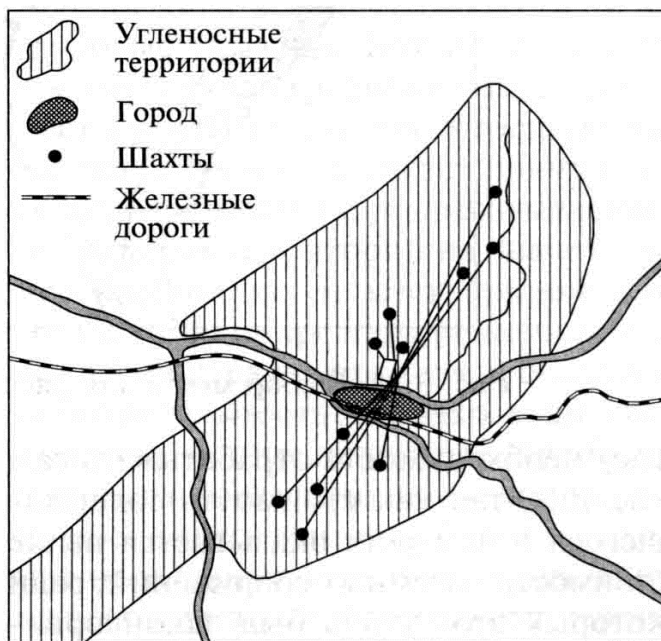 Угленосные
территории
Город
Шахты
Железные
дороги